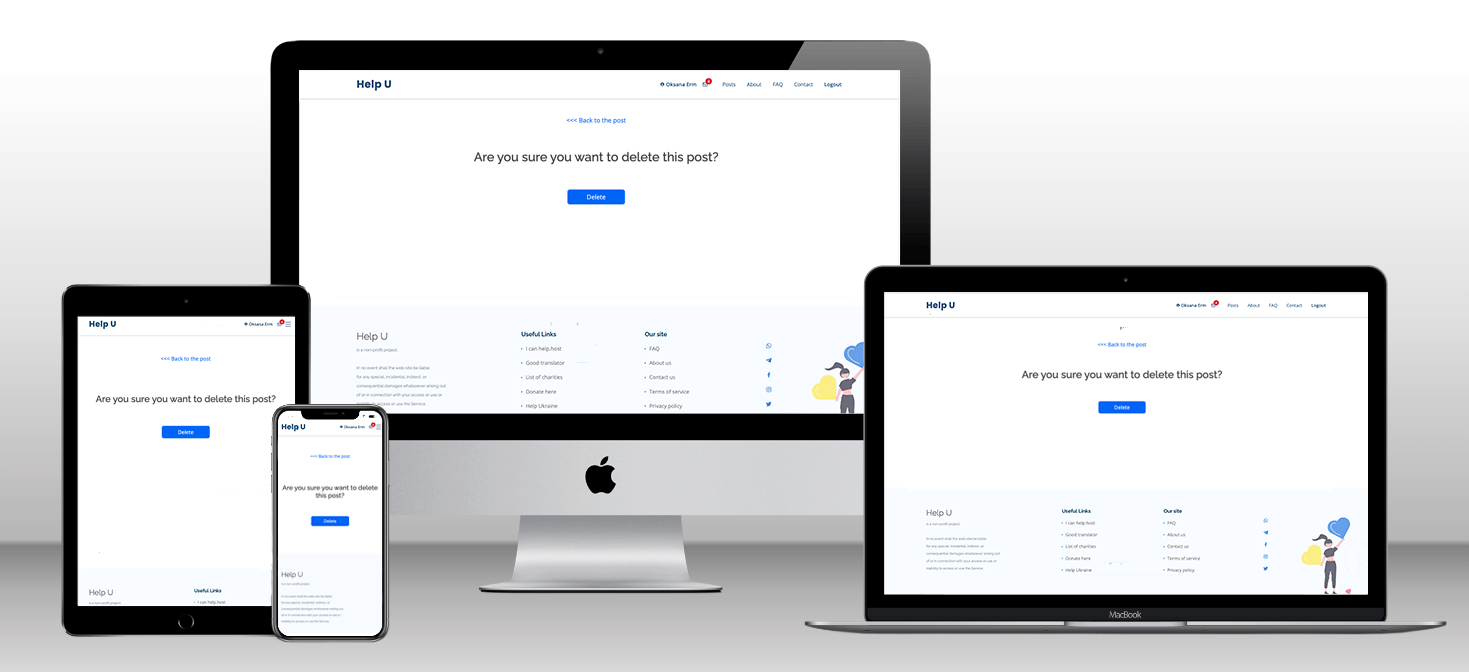 Help U
Oksana Erm Posts About FAQ Contact Logout
<<< Back to the post
Are you sure you want to delete this post?
Delete
Help U
is a non-profit project.
In no event shall the web site be liable
for any special, incidental, indirect, or
consequential damages whatsoever arising out
of or in connection with your access or use or
inability to access or use the Service.
Useful Links
I can help.host
Good translator
List of charities
Donate here
Help Ukraine
Our site
FAQ
About us
Contact us
Terms of service
Privacy policy
Help U
Oksana Erm
<<< Back to the post
Are you sure you want to delete this post?
Delete
Help U
is a non-profit project.
Useful Links
I can help.host
Help U
Oksana Erm
<<< Back to the post
Are you sure you want to delete
this post?
Delete
Help U
is a non-profit project.
In no event shall the web site be liable
for any special, incidental, indirect, or
consequential damages whatsoever arising out
of or in connection with your access or use or
inability to access or use the Service.
Help U
Oksana Erm Posts About FAQ Contact Logout
<<< Back to the post
Are you sure you want to delete this post?
Delete
Help U
is a non-profit project.
In no event shall the web site be liable
for any special, incidental, indirect, or
consequential damages whatsoever arising out
of or in connection with your access or use or
inability to access or use the Service.
Useful Links
I can help.host
Good translator
List of charities
Donate here
Help Ukraine
Our site
FAQ
About us
Contact us
Terms of service
Privacy policy
MacBook